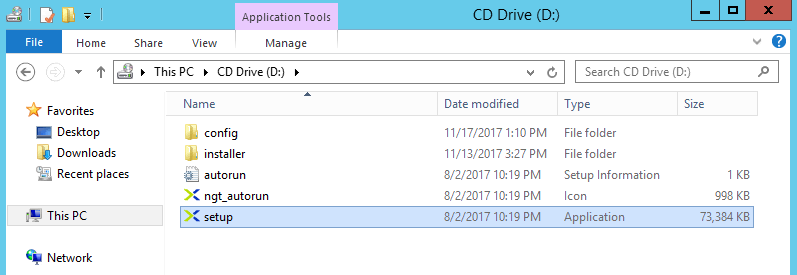 Application Tools
CD Drive (D:)
File Home Share View Manage
This PC CD Drive (D:) Search CD Drive (D:)
Name Date modified Type Size
Favorites
Desktop
Downloads
Recent places
This PC
Network
config 11/17/2017 1:10 PM File folder
installer 11/13/2017 3:27 PM File folder
autorun 8/2/2017 10:19 PM Setup Information 1 KB
ngt_autorun 8/2/2017 10:19 PM Icon 998 KB
setup 8/2/2017 10:19 PM Application 73,384 KB